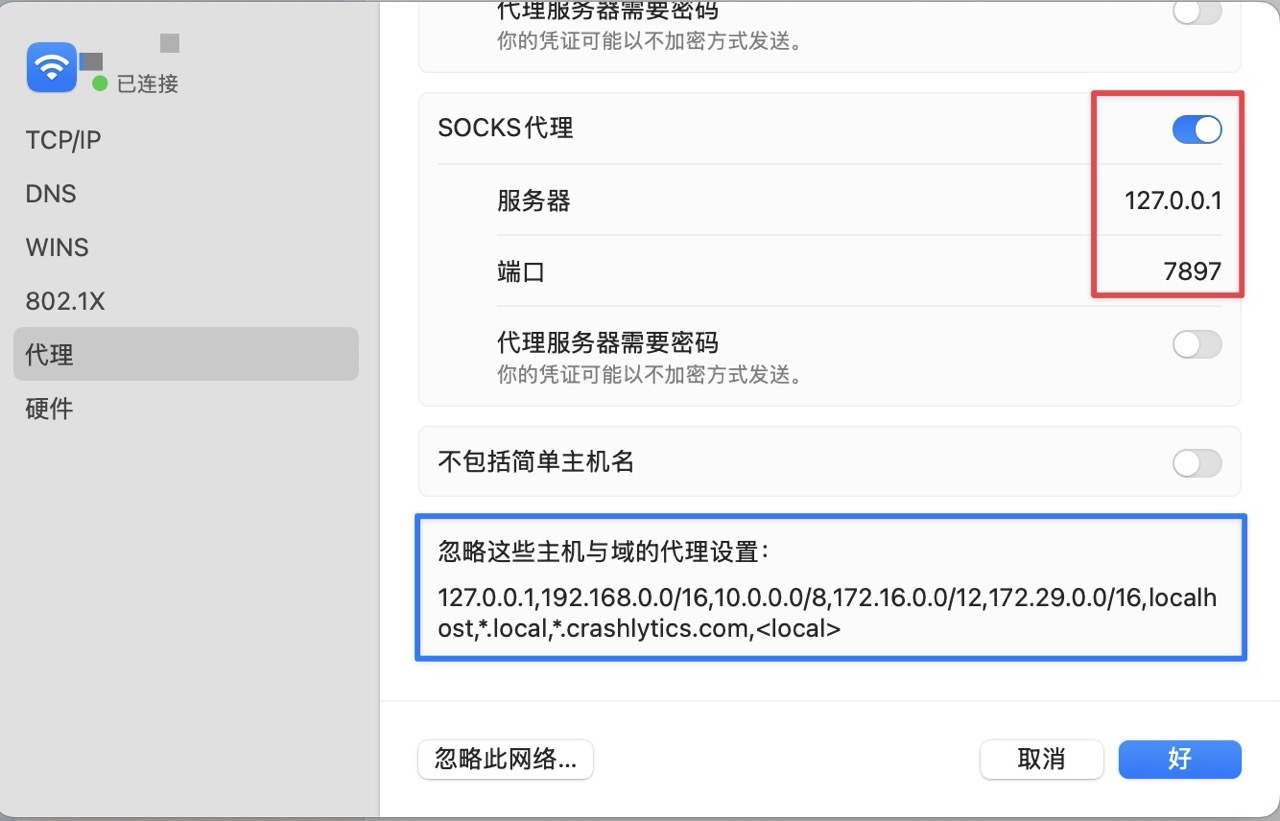 代理服务器需要密码
你的凭证可能以不加密方式发送。
已连接
TCP/IP
DNS
WINS
802.1X
代理
硬件
SOCKS代理
服务器 127.0.0.1
端口 7897
代理服务器需要密码
你的凭证可能以不加密方式发送。
不包括简单主机名
忽略这些主机与域的代理设置：
127.0.0.1,192.168.0.0/16,10.0.0.0/8,172.16.0.0/12,172.29.0.0/16,localh
ost,*.local,*.crashlytics.com,<local>
忽略此网络... 取消 好